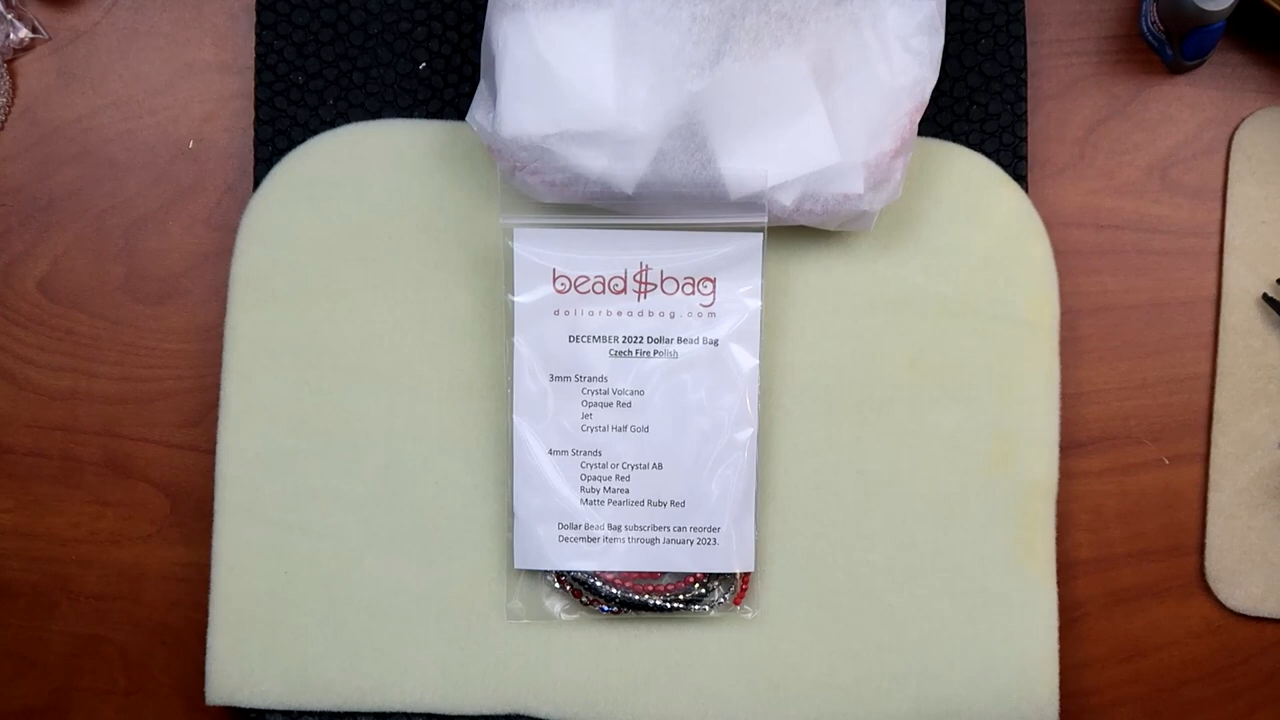 bead$bag
dollarbeadbag.com
DECEMBER 2022 Dollar Bead Bag
Czech Fire Polish
3mm Strands
Crystal Volcano
Opaque Red
Jet
Crystal Half Gold
4mm Strands
Crystal or Crystal AB
Opaque Red
Ruby Marea
Matte Pearlized Ruby Red
Dollar Bead Bag subscribers can reorder
December items through January 2023.